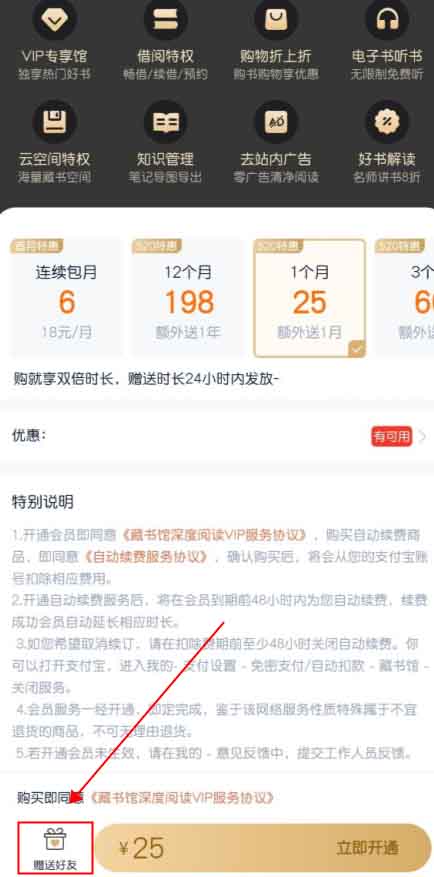 VIP专享馆 借阅特权 购物折上折 电子书听书
独享热门好书 畅借/续借/预约 购书购物享优惠 无限制免费听
云空间特权 知识管理 去站内广告 好书解读
海量藏书空间 笔记导图导出 零广告清净阅读 名师讲书8折
首月特惠 520特惠 520特惠 520特惠
连续包月 12个月 1个月 3个
6 198 25
18元/月 额外送1年 额外送1月 额外
购就享双倍时长，赠送时长24小时内发放~
优惠： 有可用
特别说明
1.开通会员即同意《藏书馆深度阅读VIP服务协议》，购买自动续费商
品，即同意《自动续费服务协议》，确认购买后，将会从您的支付宝账
号扣除相应费用。
2.开通自动续费服务后，将在会员到期前48小时内为您自动续费，续费
成功会员自动延长相应时长。
3.如您希望取消续订，请在扣除费期前至少48小时关闭自动续费。你
可以打开支付宝，进入我的- 支付设置 - 免密支付/自动扣款 - 藏书馆 -
关闭服务。
4.会员服务一经开通，即定完成，鉴于该网络服务性质特殊属于不宜
退货的商品，不可无理由退货。
5.若开通会员未生效，请在我的 - 意见反馈中，提交工作人员反馈。
购买即同意《藏书馆深度阅读VIP服务协议》
赠送好友 ¥25 立即开通